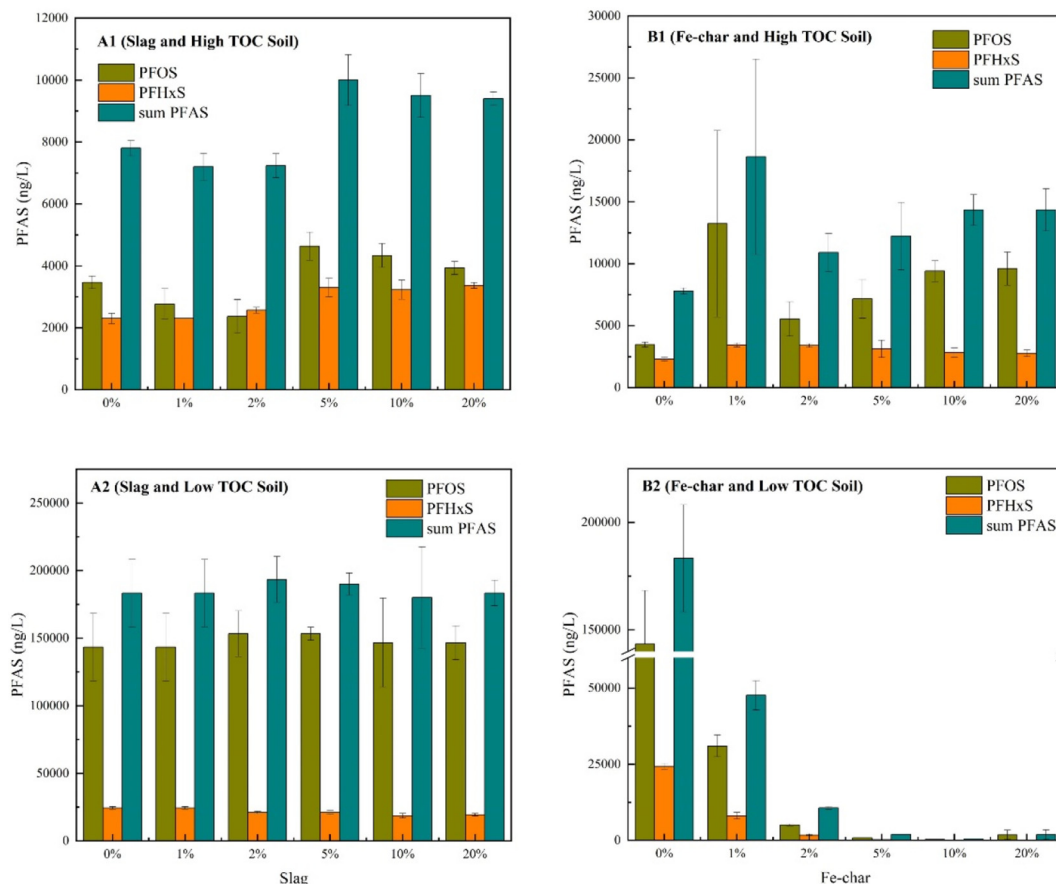 A1 (Slag and High TOC Soil)
PFOS
PFHxS
sum PFAS
PFAS (ng/L)
12000
10000
8000
6000
4000
2000
0
0% 1% 2% 5% 10% 20%
B1 (Fe-char and High TOC Soil)
PFOS
PFHxS
sum PFAS
PFAS (ng/L)
30000
25000
20000
15000
10000
5000
0
0% 1% 2% 5% 10% 20%
A2 (Slag and Low TOC Soil)
PFOS
PFHxS
sum PFAS
PFAS (ng/L)
250000
200000
150000
100000
50000
0
0% 1% 2% 5% 10% 20%
Slag
B2 (Fe-char and Low TOC Soil)
PFOS
PFHxS
sum PFAS
PFAS (ng/L)
200000
150000
50000
25000
0
0% 1% 2% 5% 10% 20%
Fe-char